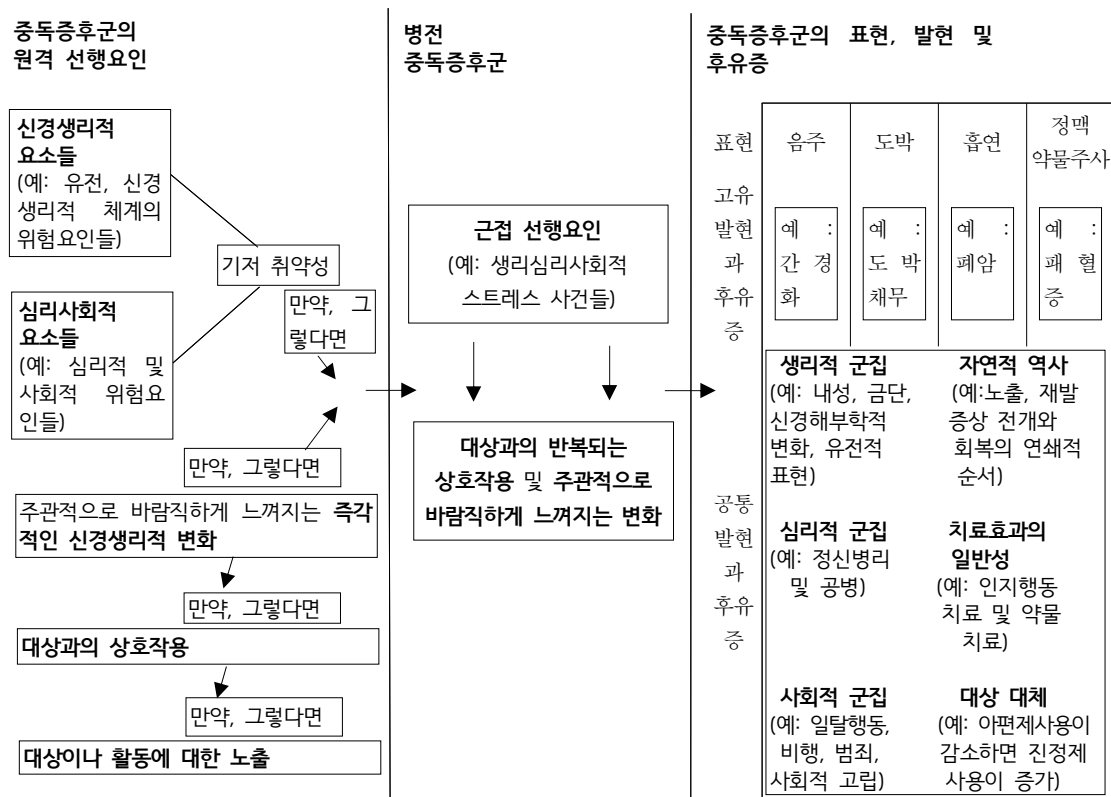 중독증후군의
원격 선행요인
신경생리적
요소들
(예: 유전, 신경
생리적 체계의
위험요인들)
기저 취약성
심리사회적
요소들
(예: 심리적 및
사회적 위험요
인들)
만약, 그
렇다면
만약, 그렇다면
주관적으로 바람직하게 느껴지는 즉각
적인 신경생리적 변화
만약, 그렇다면
대상과의 상호작용
만약, 그렇다면
대상이나 활동에 대한 노출
병전
중독증후군
근접 선행요인
(예: 생리심리사회적
스트레스 사건들)
대상과의 반복되는
상호작용 및 주관적으로
바람직하게 느껴지는 변화
중독증후군의 표현, 발현 및
후유증
표현
음주
도박
흡연
정맥
약물주사
고유
발현
과
후유
증
예 :
간 경
화
예 :
도 박
채무
예 :
폐암
예 :
패 혈
증
공통
발현
과
후유
증
생리적 군집
(예: 내성, 금단,
신경해부학적
변화, 유전적
표현)
자연적 역사
(예:노출, 재발
증상 전개와
회복의 연쇄적
순서)
심리적 군집
(예: 정신병리
및 공병)
치료효과의
일반성
(예: 인지행동
치료 및 약물
치료)
사회적 군집
(예: 일탈행동,
비행, 범죄,
사회적 고립)
대상 대체
(예: 아편제사용이
감소하면 진정제
사용이 증가)